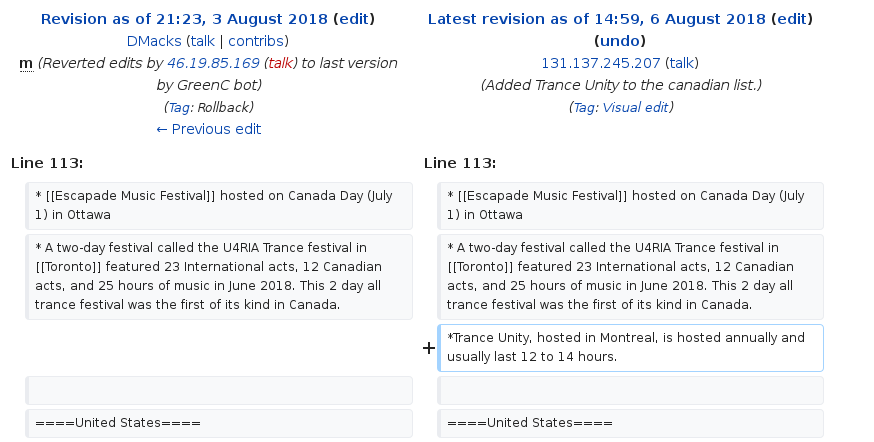 Revision as of 21:23, 3 August 2018 (edit)
DMacks (talk | contribs)
m (Reverted edits by 46.19.85.169 (talk) to last version
by GreenC bot)
(Tag: Rollback)
← Previous edit
Latest revision as of 14:59, 6 August 2018 (edit)
(undo)
131.137.245.207 (talk)
(Added Trance Unity to the canadian list.)
(Tag: Visual edit)
Line 113:
Line 113:
* [[Escapade Music Festival]] hosted on Canada Day (July
1) in Ottawa
* [[Escapade Music Festival]] hosted on Canada Day (July
1) in Ottawa
* A two-day festival called the U4RIA Trance festival in
[[Toronto]] featured 23 International acts, 12 Canadian
acts, and 25 hours of music in June 2018. This 2 day all
trance festival was the first of its kind in Canada.
* A two-day festival called the U4RIA Trance festival in
[[Toronto]] featured 23 International acts, 12 Canadian
acts, and 25 hours of music in June 2018. This 2 day all
trance festival was the first of its kind in Canada.
+ *Trance Unity, hosted in Montreal, is hosted annually and
usually last 12 to 14 hours.
====United States====
====United States====